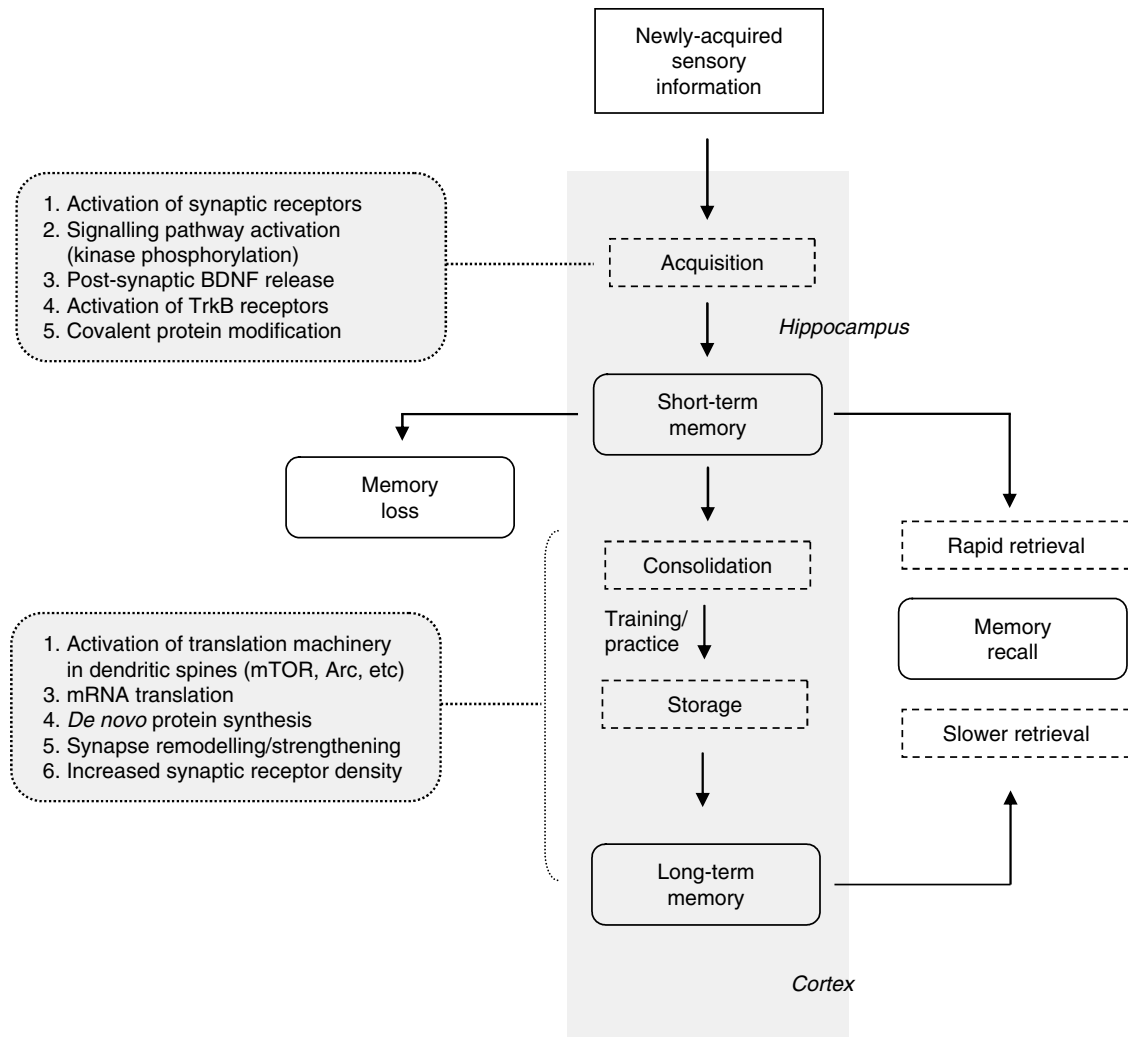 Newly-acquired
sensory
information
1. Activation of synaptic receptors
2. Signalling pathway activation
(kinase phosphorylation)
3. Post-synaptic BDNF release
4. Activation of TrkB receptors
5. Covalent protein modification
Acquisition
Hippocampus
Short-term
memory
Memory
loss
Consolidation
Rapid retrieval
Training/
practice
Memory
recall
1. Activation of translation machinery
in dendritic spines (mTOR, Arc, etc)
3. mRNA translation
4. De novo protein synthesis
5. Synapse remodelling/strengthening
6. Increased synaptic receptor density
Storage
Slower retrieval
Long-term
memory
Cortex